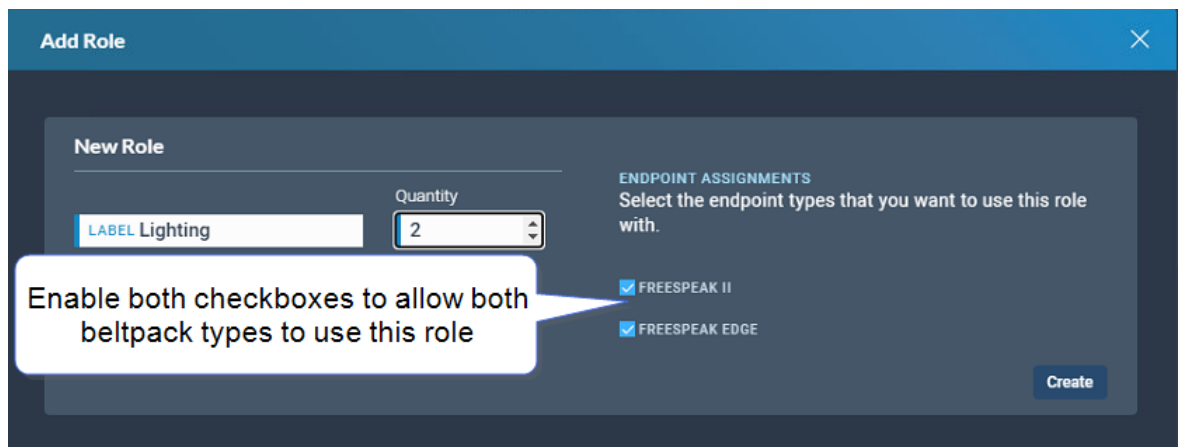 Add Role
New Role
Quantity
LABEL Lighting
2
ENDPOINT ASSIGNMENTS
Select the endpoint types that you want to use this role
with.
Enable both checkboxes to allow both
beltpack types to use this role
FREESPEAK II
FREESPEAK EDGE
Create